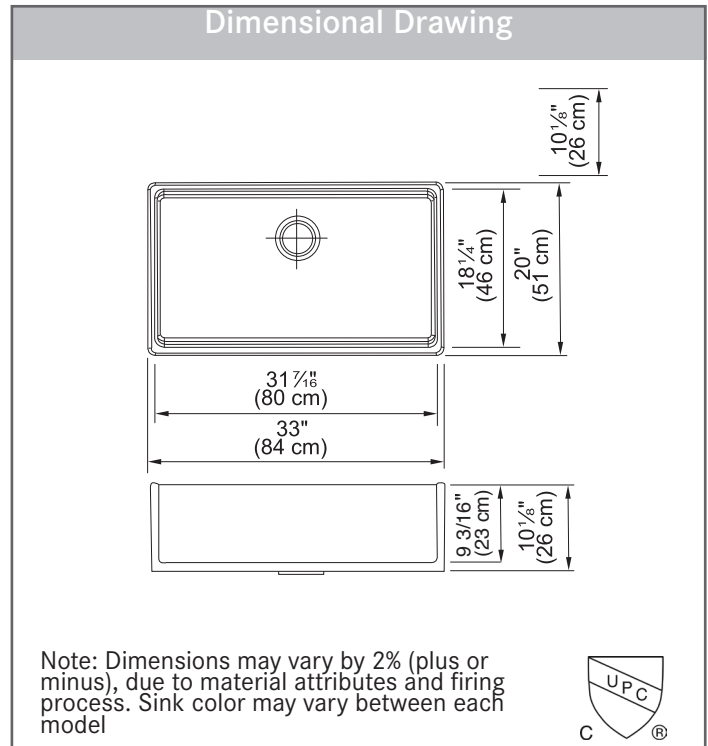 Dimensional Drawing
10⅛"
(26 cm)
18¼"
(46 cm)
20"
(51 cm)
31 ⁷⁄₁₆"
(80 cm)
33"
(84 cm)
9 3/16"
(23 cm)
10⅛"
(26 cm)
Note: Dimensions may vary by 2% (plus or
minus), due to material attributes and firing
process. Sink color may vary between each
model
UPC
C ®